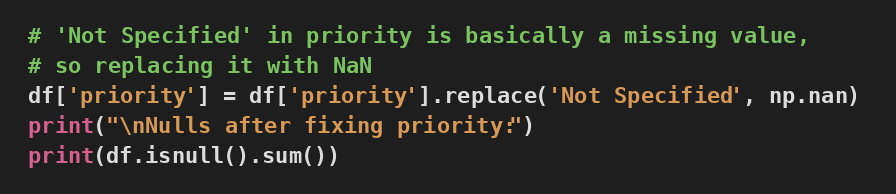 # 'Not Specified' in priority is basically a missing value,
# so replacing it with NaN
df['priority'] = df['priority'].replace('Not Specified', np.nan)
print("\nNulls after fixing priority:")
print(df.isnull().sum())